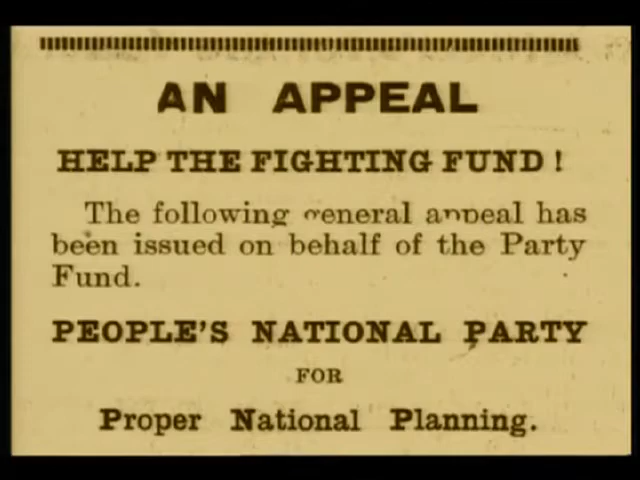 AN APPEAL
HELP THE FIGHTING FUND!
The following general appeal has
been issued on behalf of the Party
Fund.
PEOPLE'S NATIONAL PARTY
FOR
Proper National Planning.